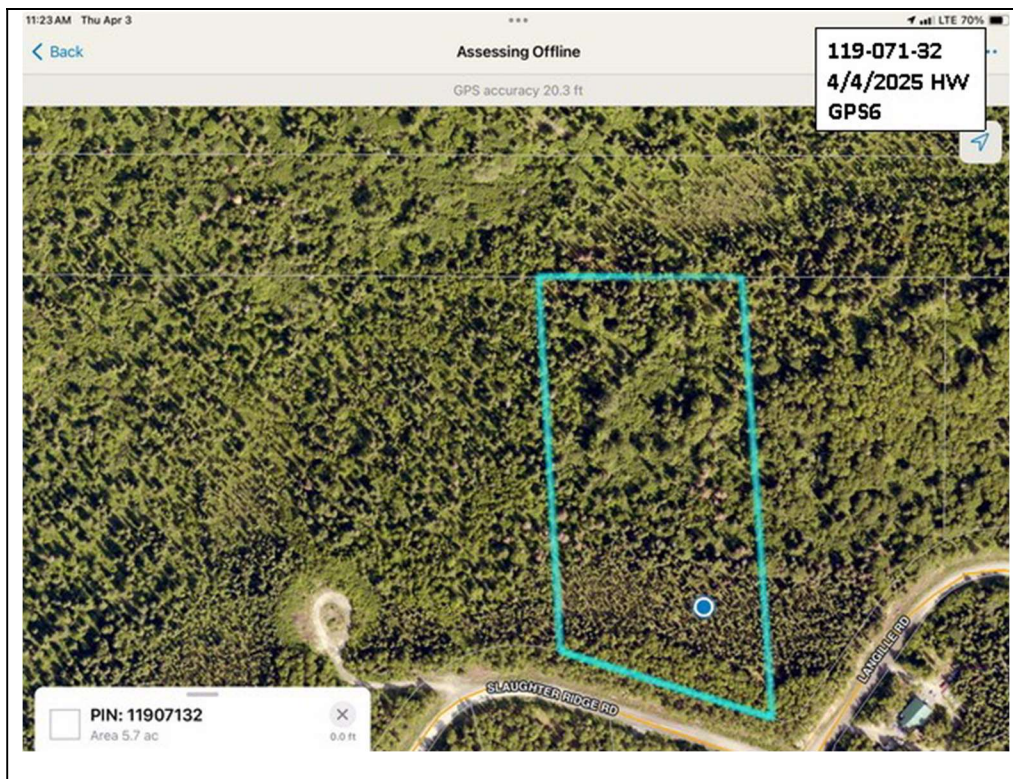 11:23 AM Thu Apr 3
LTE 70%
Back
Assessing Offline
119-071-32
4/4/2025 HW
GPS6
GPS accuracy 20.3 ft
LANGILLE RD
SLAUGHTER RIDGE RD
PIN: 11907132
Area 5.7 ac
0.0 ft